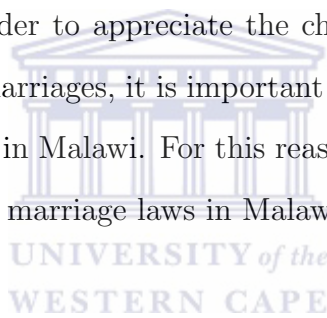 der to appreciate the ch
narriages, it is important
in Malawi. For this reas
marriage laws in Malaw
UNIVERSITY of the
WESTERN CAPE